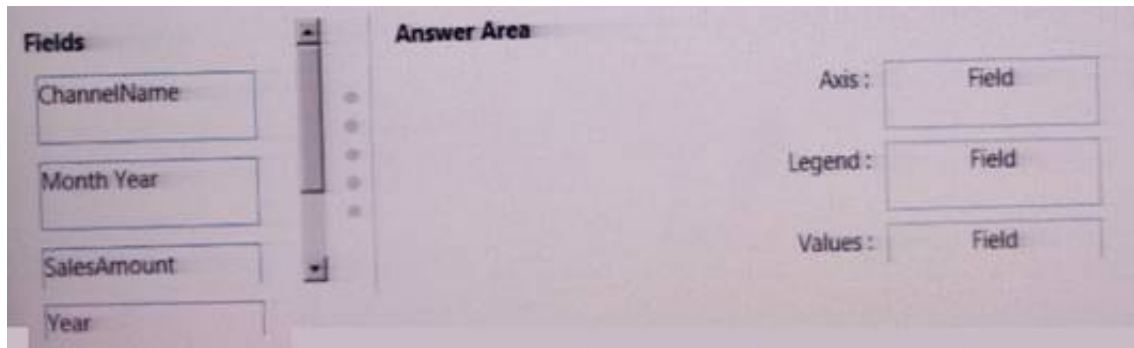 Fields
ChannelName
Month Year
SalesAmount
Year
Answer Area
Axis : Field
Legend : Field
Values : Field